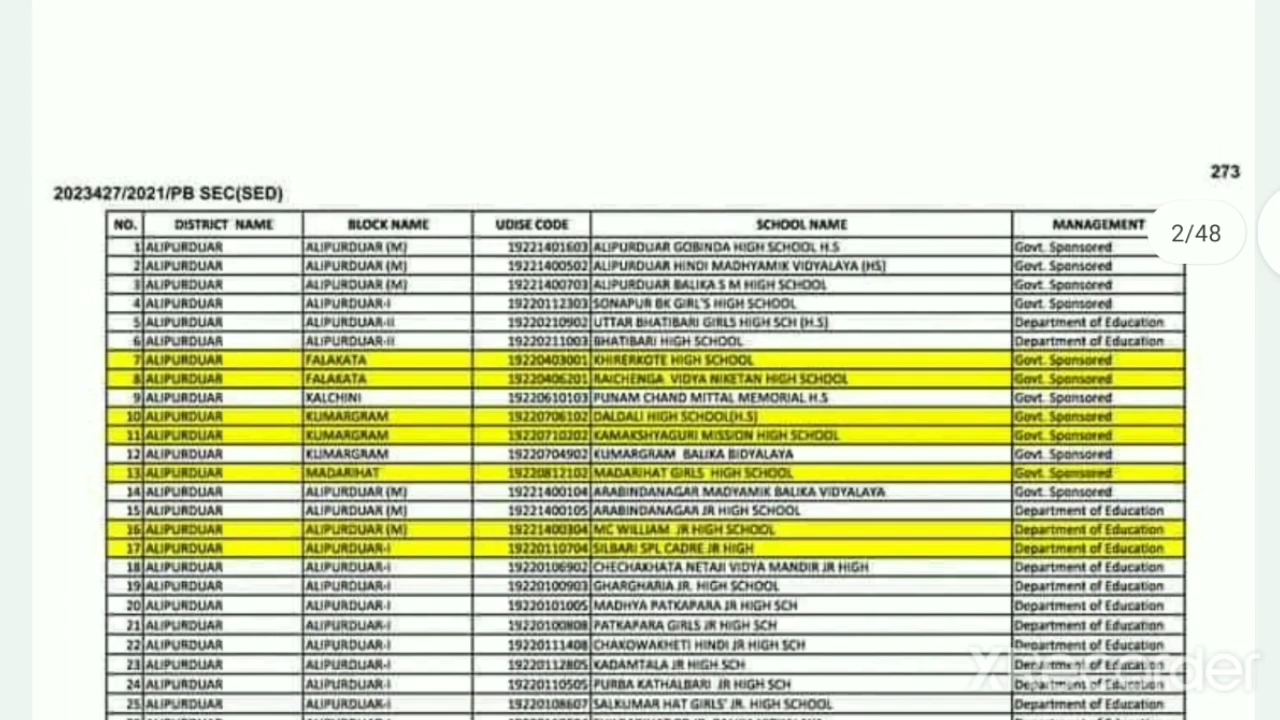 273
2023427/2021/PB SEC(SED)
NO. DISTRICT NAME BLOCK NAME UDISE CODE SCHOOL NAME MANAGEMENT
2/48
1 ALIPURDUAR ALIPURDUAR (M) 19221401603 ALIPURDUAR GOBINDA HIGH SCHOOL H.S Govt. Sponsored
2 ALIPURDUAR ALIPURDUAR (M) 19221400502 ALIPURDUAR HINDI MADHYAMIK VIDYALAYA (HS) Govt. Sponsored
3 ALIPURDUAR ALIPURDUAR (M) 19221400703 ALIPURDUAR BALIKA S M HIGH SCHOOL Govt. Sponsored
4 ALIPURDUAR ALIPURDUAR-I 19220112303 SONAPUR BK GIRL'S HIGH SCHOOL Govt. Sponsored
5 ALIPURDUAR ALIPURDUAR-II 19220210902 UTTAR BHATIBARI GIRLS HIGH SCH (H.S) Department of Education
6 ALIPURDUAR ALIPURDUAR-II 19220211003 BHATIBARI HIGH SCHOOL Department of Education
7 ALIPURDUAR FALAKATA 19220403001 KHIRERKOTE HIGH SCHOOL Govt. Sponsored
8 ALIPURDUAR FALAKATA 19220406201 RAICHENGA VIDYA NIKETAN HIGH SCHOOL Govt. Sponsored
9 ALIPURDUAR KALCHINI 19220610103 PUNAM CHAND MITTAL MEMORIAL H.S Govt. Sponsored
10 ALIPURDUAR KUMARGRAM 19220706102 DALDALI HIGH SCHOOL(H.S) Govt. Sponsored
11 ALIPURDUAR KUMARGRAM 19220710202 KAMAKSHYAGURI MISSION HIGH SCHOOL Govt. Sponsored
12 ALIPURDUAR KUMARGRAM 19220704902 KUMARGRAM BALIKA BIDYALAYA Govt. Sponsored
13 ALIPURDUAR MADARIHAT 19220812102 MADARIHAT GIRLS HIGH SCHOOL Govt. Sponsored
14 ALIPURDUAR ALIPURDUAR (M) 19221400104 ARABINDANAGAR MADYAMIK BALIKA VIDYALAYA Govt. Sponsored
15 ALIPURDUAR ALIPURDUAR (M) 19221400105 ARABINDANAGAR JR HIGH SCHOOL Department of Education
16 ALIPURDUAR ALIPURDUAR (M) 19221400304 MC WILLIAM JR HIGH SCHOOL Department of Education
17 ALIPURDUAR ALIPURDUAR-I 19220110704 SILBARI SPL CADRE JR HIGH Department of Education
18 ALIPURDUAR ALIPURDUAR-I 19220106902 CHECHAKHATA NETAJI VIDYA MANDIR JR HIGH Department of Education
19 ALIPURDUAR ALIPURDUAR-I 19220100903 GHARGHARIA JR. HIGH SCHOOL Department of Education
20 ALIPURDUAR ALIPURDUAR-I 19220101005 MADHYA PATKAPARA JR HIGH SCH Department of Education
21 ALIPURDUAR ALIPURDUAR-I 19220100808 PATKAPARA GIRLS JR HIGH SCH Department of Education
22 ALIPURDUAR ALIPURDUAR-I 19220111408 CHAKOWAKHETI HINDI JR HIGH SCH Department of Education
23 ALIPURDUAR ALIPURDUAR-I 19220112805 KADAMTALA JR HIGH SCH Department of Education
24 ALIPURDUAR ALIPURDUAR-I 19220110505 PURBA KATHALBARI JR HIGH SCH Department of Education
25 ALIPURDUAR ALIPURDUAR-I 19220108607 SALKUMAR HAT GIRLS' JR. HIGH SCHOOL Department of Education
XRecorder